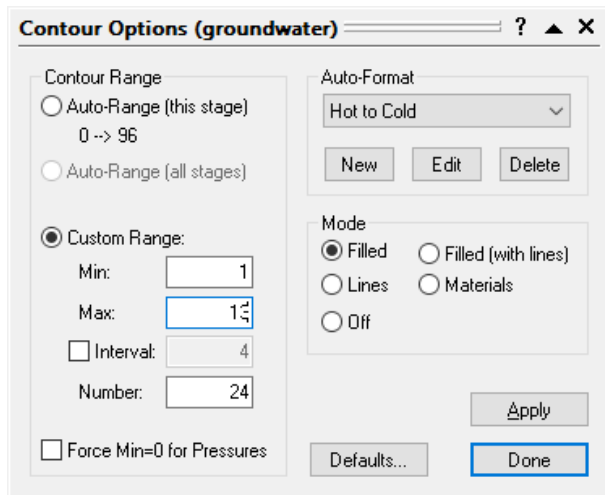 Contour Options (groundwater)
?
Contour Range
Auto-Range (this stage)
0 --> 96
Auto-Range (all stages)
Custom Range:
Min: 1
Max:
Interval: 4
Number: 24
Force Min=0 for Pressures
Auto-Format
Hot to Cold
New Edit Delete
Mode
Filled Filled (with lines)
Lines Materials
Off
Apply
Defaults... Done